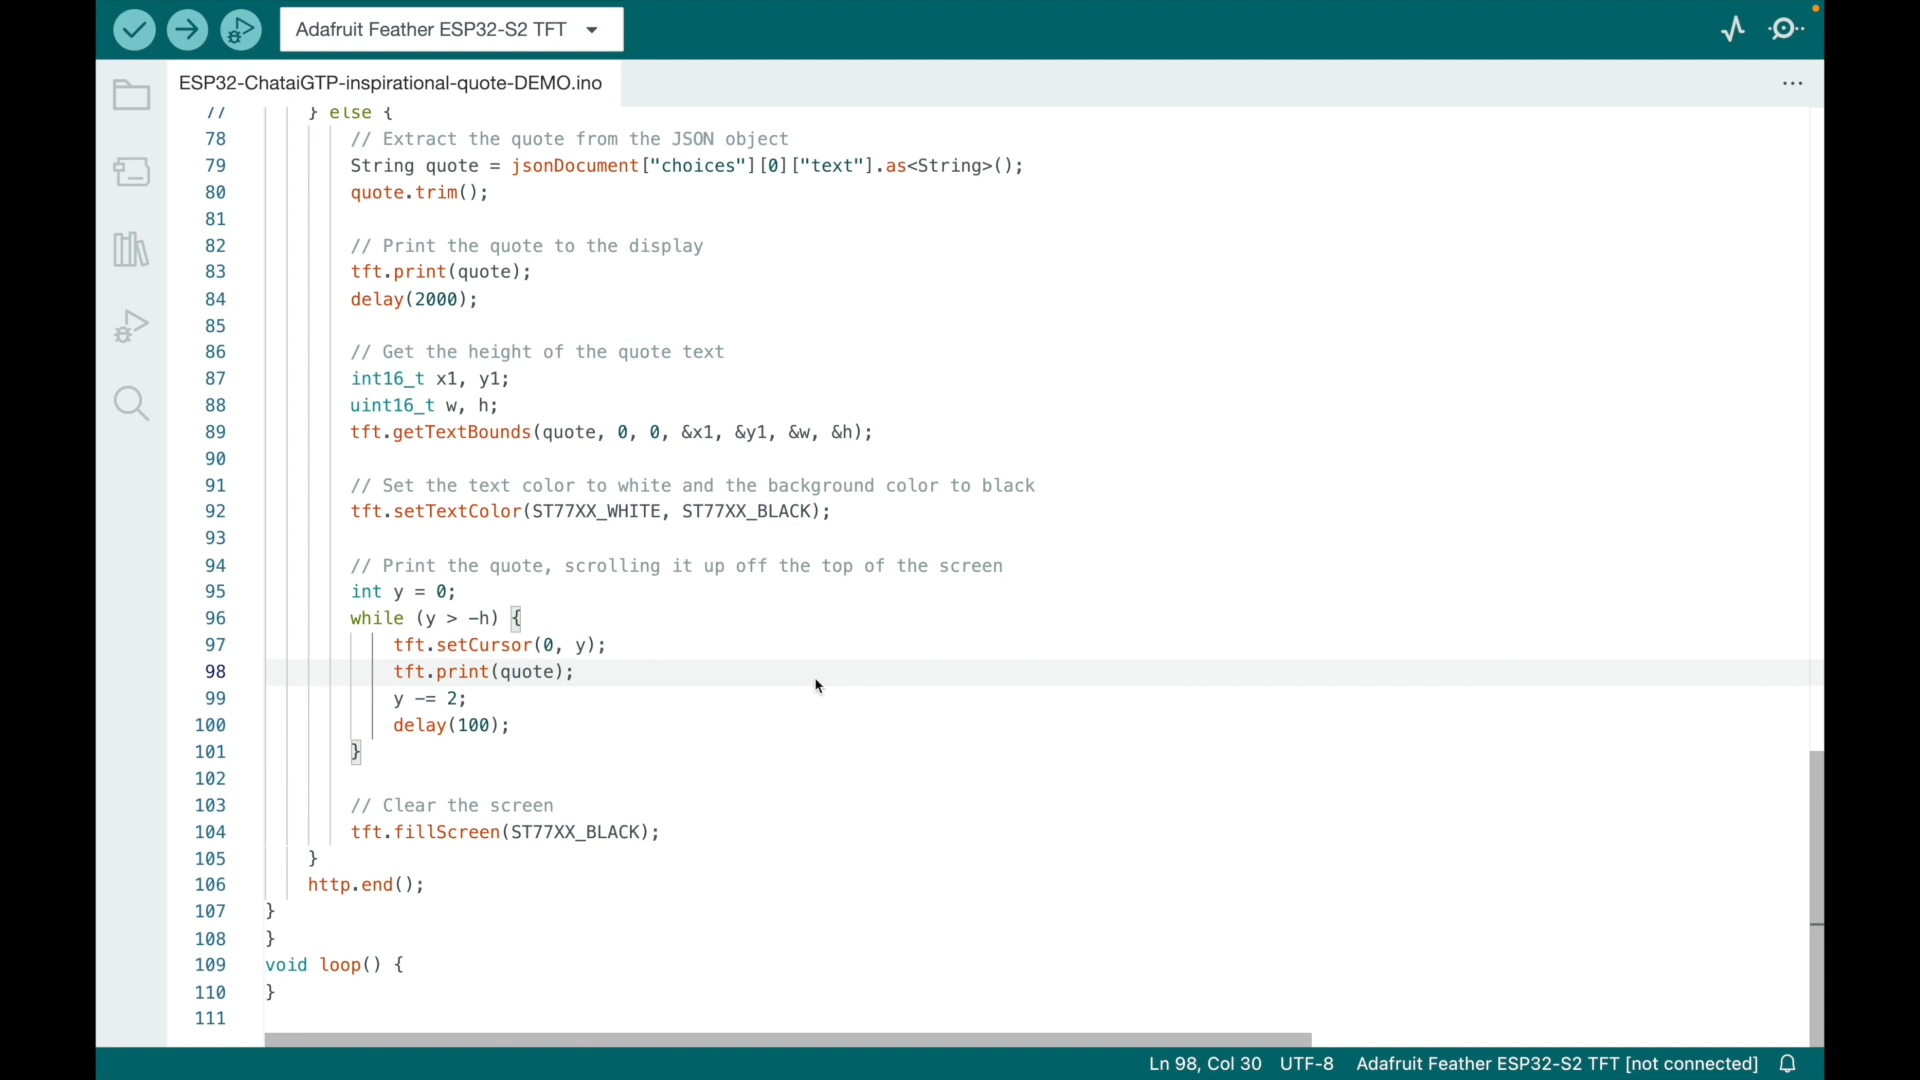 Adafruit Feather ESP32-S2 TFT
ESP32-ChataiGTP-inspirational-quote-DEMO.ino
77 } else {
78 // Extract the quote from the JSON object
79 String quote = jsonDocument["choices"][0]["text"].as<String>();
80 quote.trim();
81
82 // Print the quote to the display
83 tft.print(quote);
84 delay(2000);
85
86 // Get the height of the quote text
87 int16_t x1, y1;
88 uint16_t w, h;
89 tft.getTextBounds(quote, 0, 0, &x1, &y1, &w, &h);
90
91 // Set the text color to white and the background color to black
92 tft.setTextColor(ST77XX_WHITE, ST77XX_BLACK);
93
94 // Print the quote, scrolling it up off the top of the screen
95 int y = 0;
96 while (y > -h) {
97 tft.setCursor(0, y);
98 tft.print(quote);
99 y -= 2;
100 delay(100);
101 }
102
103 // Clear the screen
104 tft.fillScreen(ST77XX_BLACK);
105 }
106 http.end();
107 }
108 }
109 void loop() {
110 }
111
Ln 98, Col 30 UTF-8 Adafruit Feather ESP32-S2 TFT [not connected]